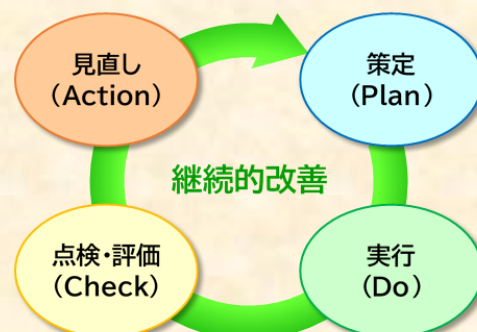 見直し
(Action)
策定
(Plan)
継続的改善
点検・評価
(Check)
実行
(Do)